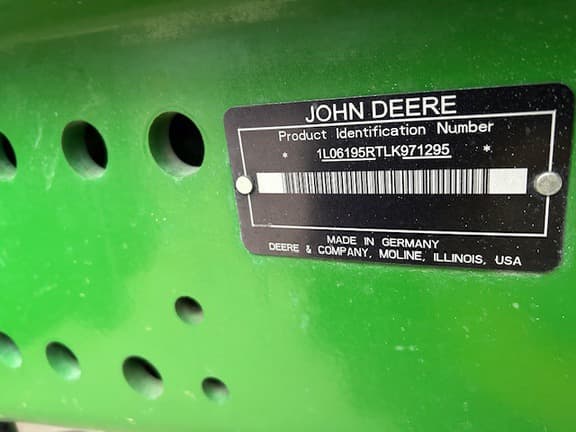 JOHN DEERE
Product Identification Number
* 1L06195RTLK971295 *
MADE IN GERMANY
DEERE & COMPANY, MOLINE, ILLINOIS, USA